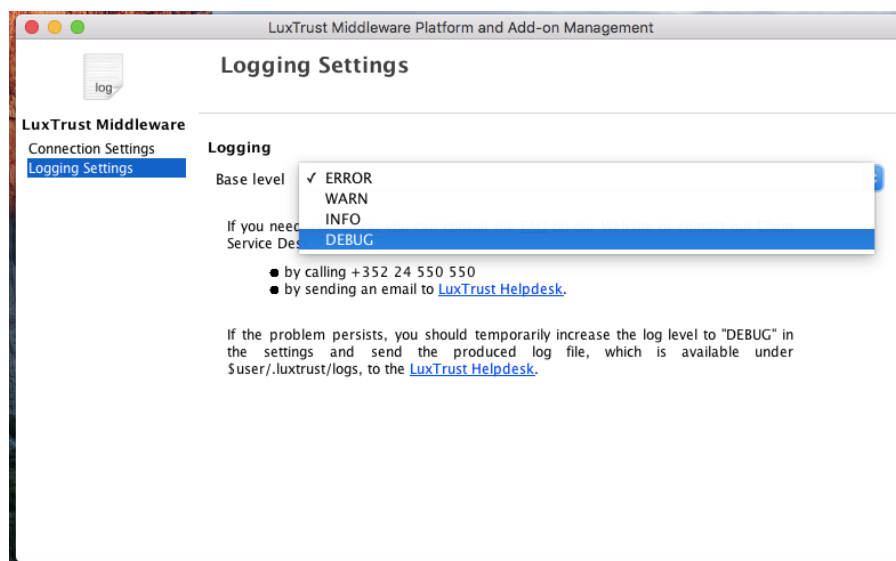 LuxTrust Middleware Platform and Add-on Management
log
Logging Settings
LuxTrust Middleware
Connection Settings
Logging Settings
Logging
Base level
✓ ERROR
WARN
INFO
DEBUG
If you need
Service Des
● by calling +352 24 550 550
● by sending an email to LuxTrust Helpdesk.
If the problem persists, you should temporarily increase the log level to "DEBUG" in
the settings and send the produced log file, which is available under
$user/.luxtrust/logs, to the LuxTrust Helpdesk.